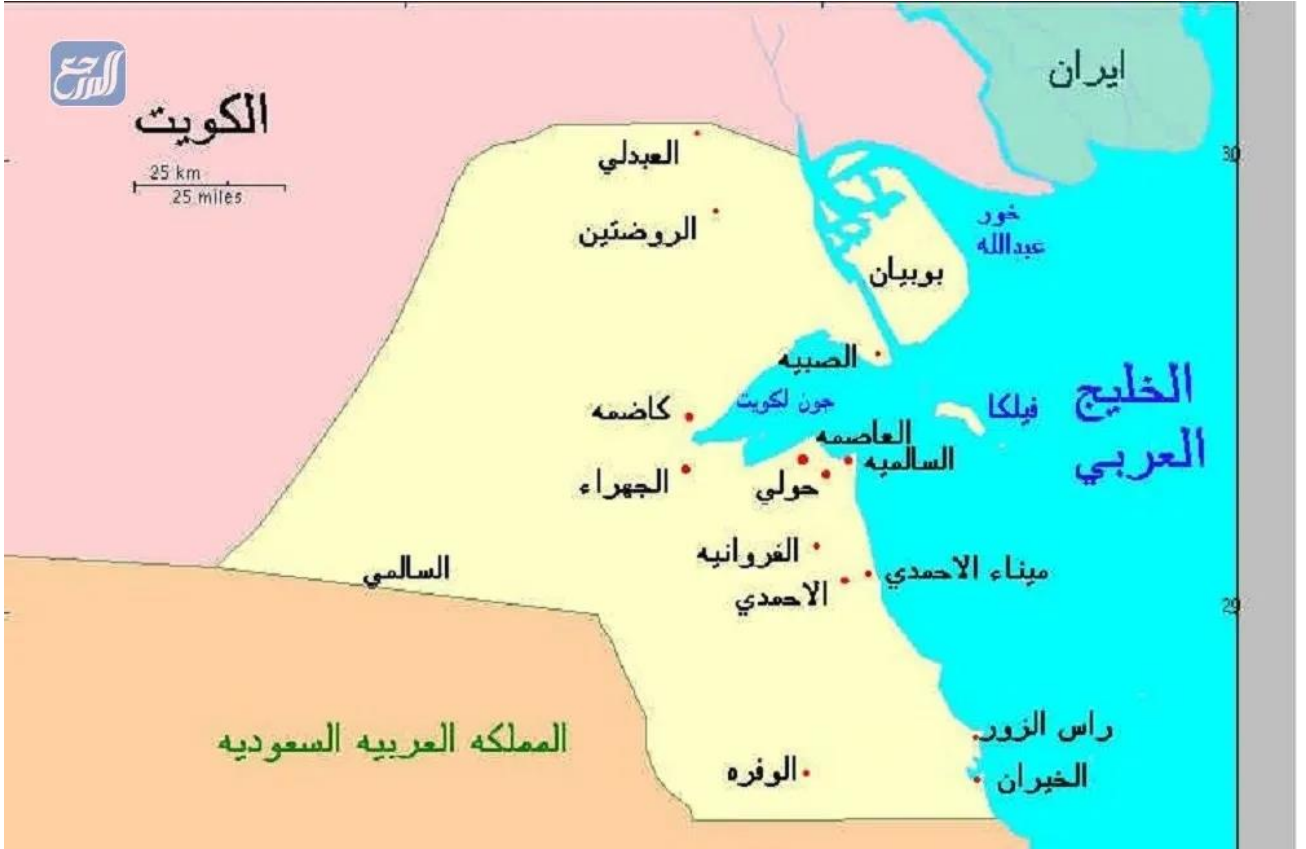 المرجع
الكويت
25 km
25 miles
ايران
30
العبدلي
الروضتين
خور
عبدالله
بوبيان
الصبيه
جون لكويت
كاضمه
فيلكا
الخليج
العربي
العاصمه
السالميه
الجهراء
حولي
الفروانيه
السالمي
ميناء الاحمدي
الاحمدي
29
المملكه العربيه السعوديه
راس الزور
الوفره
الخيران